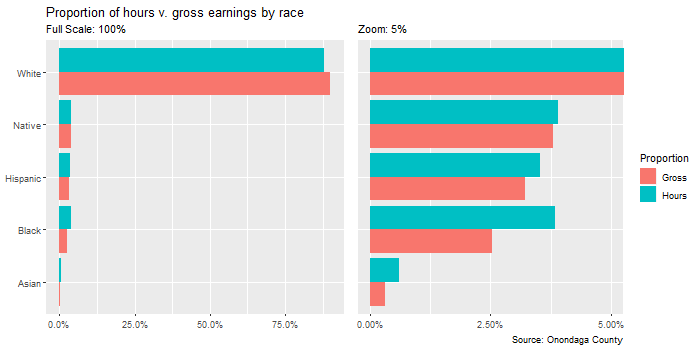 Proportion of hours v. gross earnings by race
Full Scale: 100%
Zoom: 5%
White
Native
Hispanic
Black
Asian
0.0%
25.0%
50.0%
75.0%
0.00%
2.50%
5.00%
Proportion
Gross
Hours
Source: Onondaga County